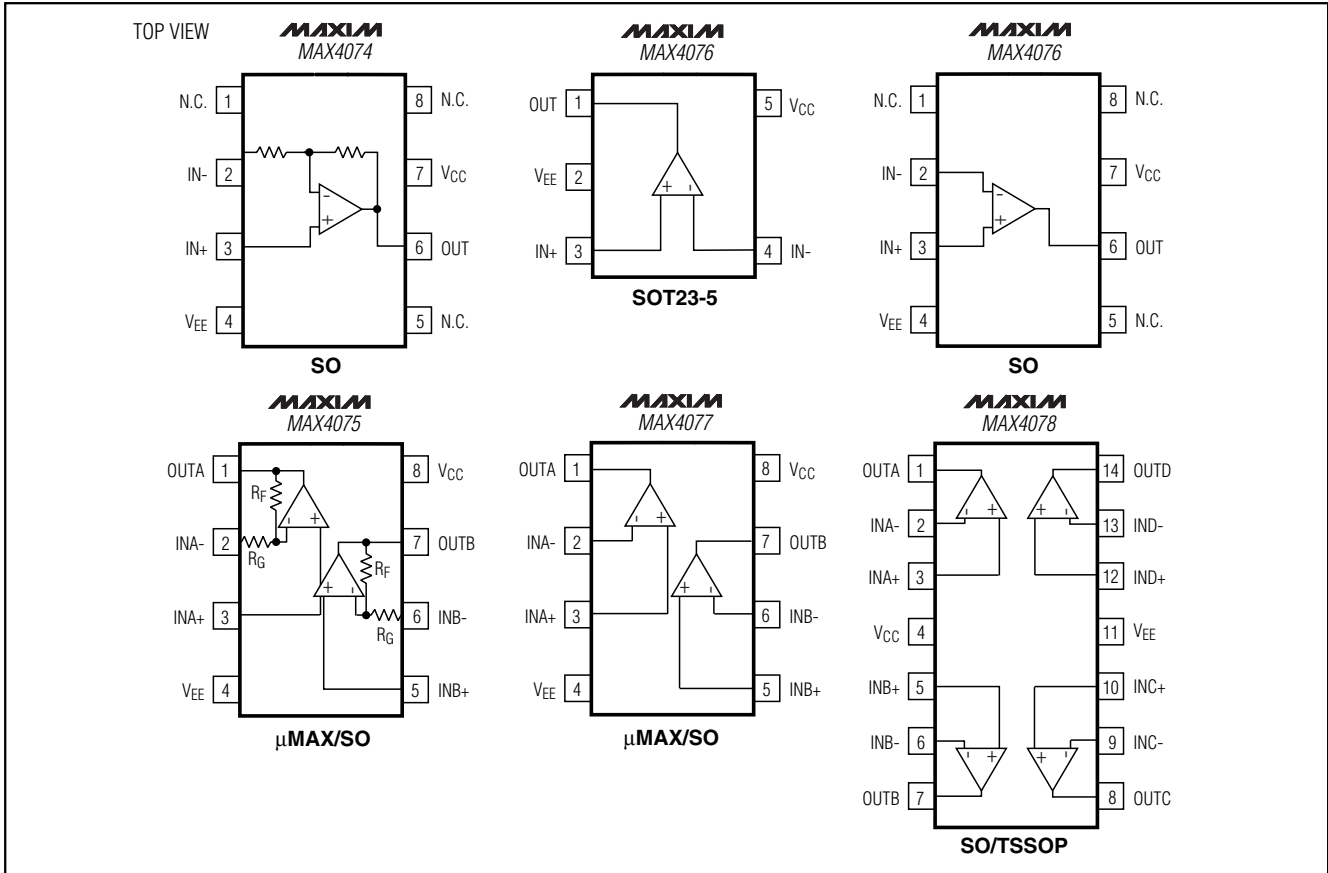 TOP VIEW
MAXIM
MAX4074
N.C. 1
8 N.C.
IN- 2
7 VCC
IN+ 3
6 OUT
VEE 4
5 N.C.
-
+
SO
MAXIM
MAX4076
OUT 1
5 VCC
VEE 2
IN+ 3
4 IN-
+ -
SOT23-5
MAXIM
MAX4076
N.C. 1
8 N.C.
IN- 2
7 VCC
IN+ 3
6 OUT
VEE 4
5 N.C.
-
+
SO
MAXIM
MAX4075
OUTA 1
8 VCC
RF
- +
INA- 2
7 OUTB
RG
RF
+ -
INA+ 3
6 INB-
RG
VEE 4
5 INB+
μMAX/SO
MAXIM
MAX4077
OUTA 1
8 VCC
- +
INA- 2
7 OUTB
+ -
INA+ 3
6 INB-
VEE 4
5 INB+
μMAX/SO
MAXIM
MAX4078
OUTA 1
14 OUTD
- +
+ -
INA- 2
13 IND-
INA+ 3
12 IND+
VCC 4
11 VEE
INB+ 5
10 INC+
INB- 6
9 INC-
- +
+ -
OUTB 7
8 OUTC
SO/TSSOP